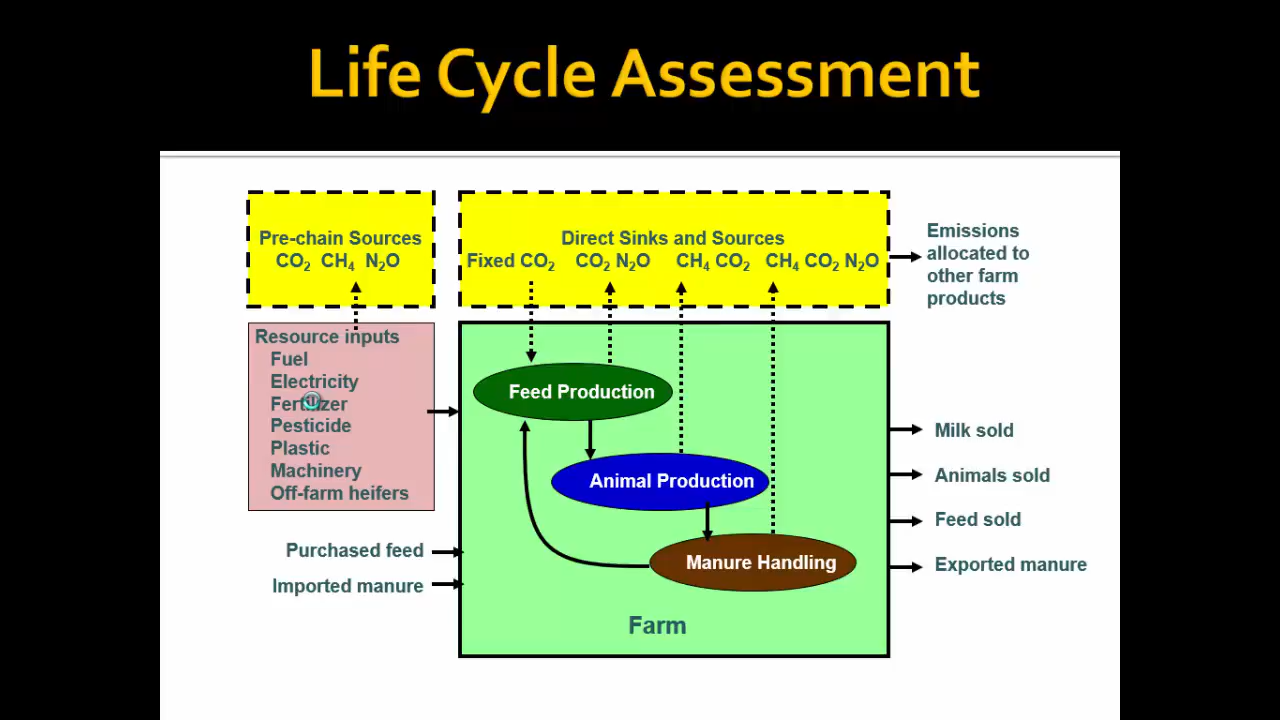 Life Cycle Assessment
Pre-chain Sources
CO₂ CH₄ N₂O
Direct Sinks and Sources
Fixed CO₂ CO₂ N₂O CH₄ CO₂ CH₄ CO₂ N₂O
Emissions
allocated to
other farm
products
Resource inputs
Fuel
Electricity
Fertilizer
Pesticide
Plastic
Machinery
Off-farm heifers
Purchased feed
Imported manure
Feed Production
Animal Production
Manure Handling
Farm
Milk sold
Animals sold
Feed sold
Exported manure